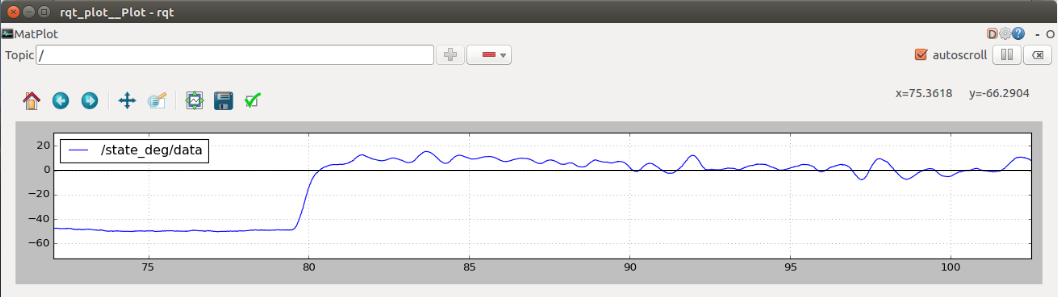 rqt_plot__Plot - rqt
MatPlot D ? - O
Topic / autoscroll
x=75.3618 y=-66.2904
/state_deg/data
20
0
−20
−40
−60
75 80 85 90 95 100